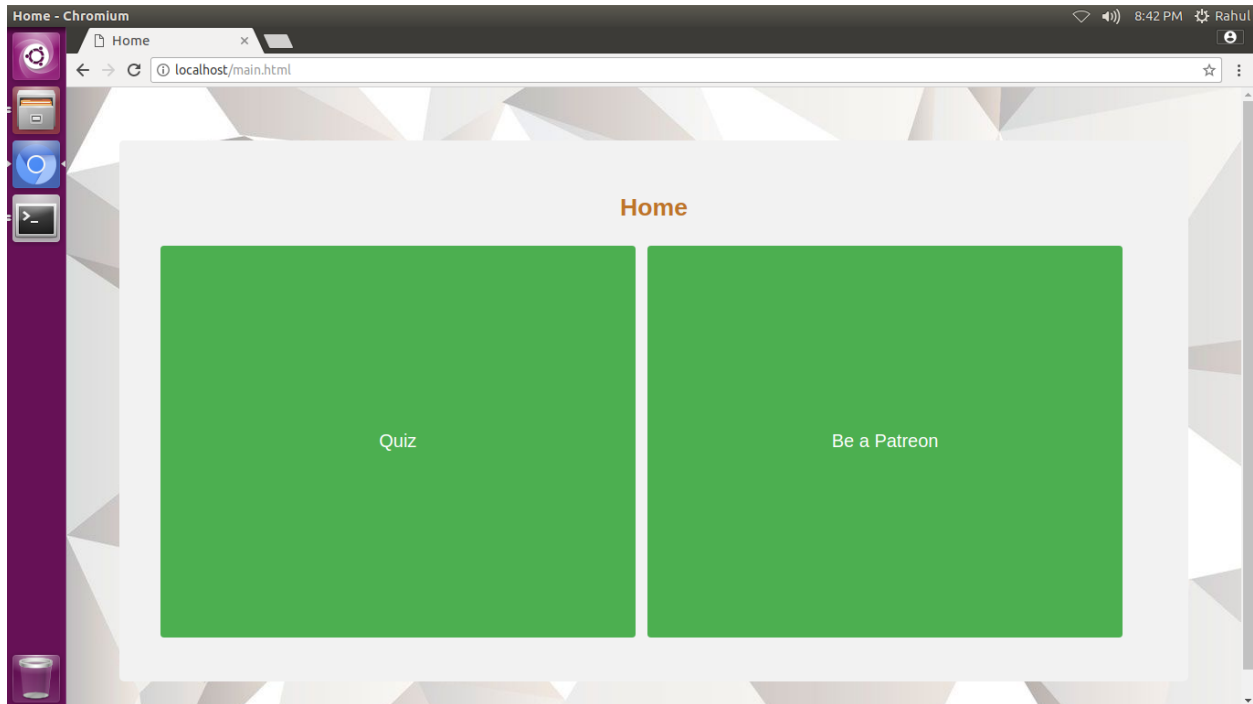 Home - Chromium
8:42 PM Rahul
Home
localhost/main.html
Home
Quiz
Be a Patreon